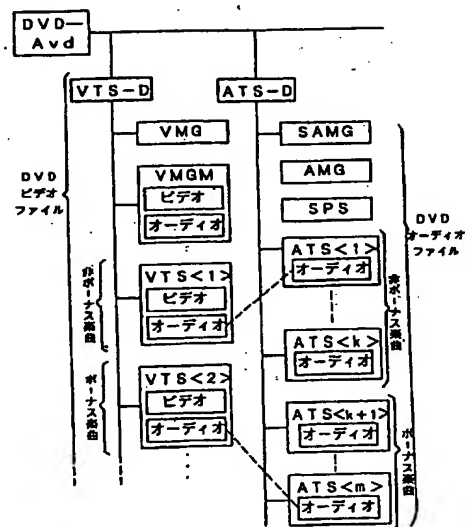 DVD—
Avd
VTS-D
ATS-D
VMG
VMGM
ビデオ
オーディオ
VTS<1>
ビデオ
オーディオ
VTS<2>
ビデオ
オーディオ
DVD
ビデオ
ファイル
非ボーナス楽曲
ボーナス楽曲
SAMG
AMG
SPS
ATS<1>
オーディオ
ATS<k>
オーディオ
ATS<k+1>
オーディオ
ATS<m>
オーディオ
非ボーナス楽曲
ボーナス楽曲
DVD
オーディオ
ファイル